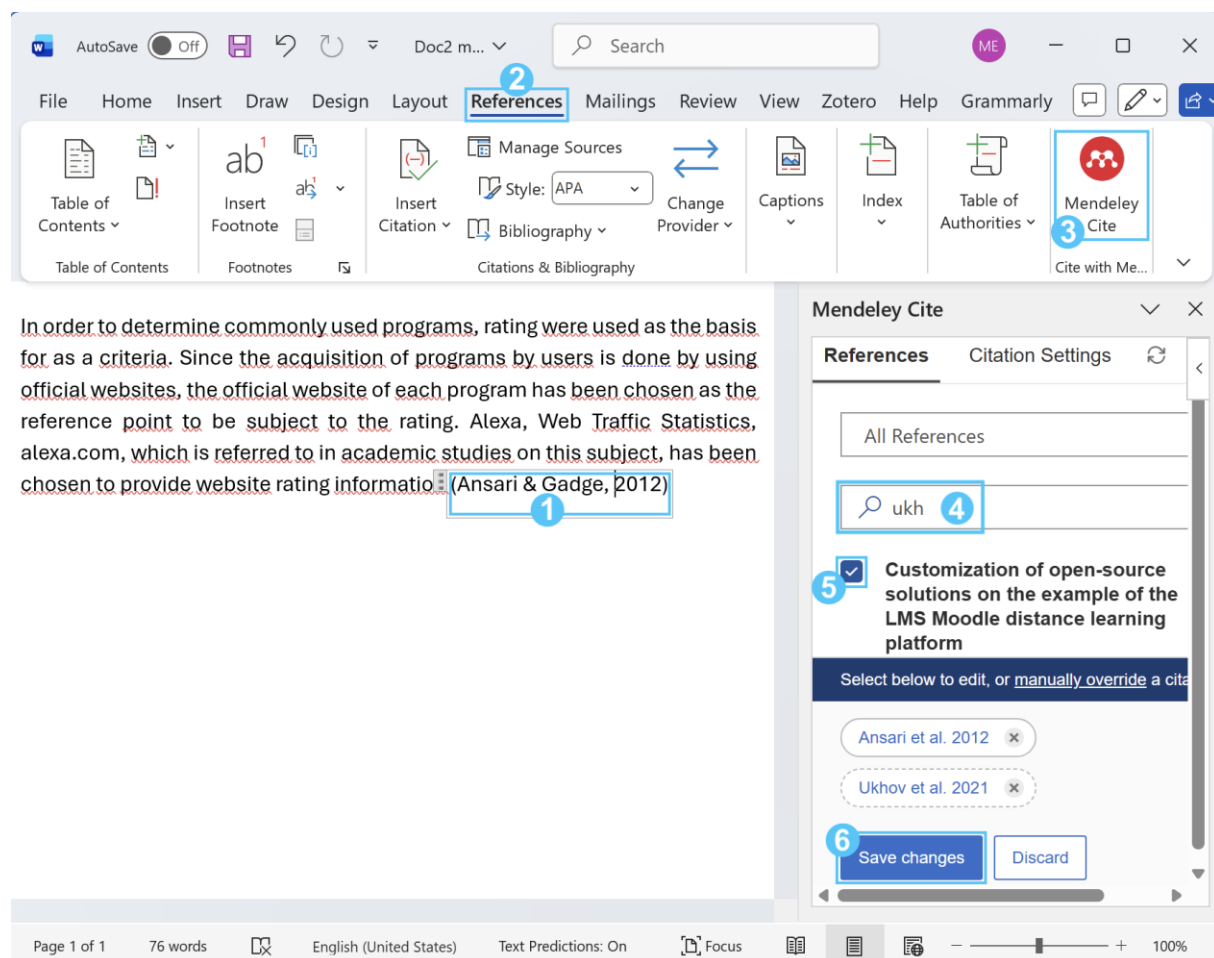 AutoSave Off Doc2 m... Search ME
2
File Home Insert Draw Design Layout References Mailings Review View Zotero Help Grammarly
Table of Contents
Insert Footnote
Insert Citation
Manage Sources
Style: APA
Bibliography
Change Provider
Captions
Index
Table of Authorities
Mendeley Cite
3
Table of Contents Footnotes Citations & Bibliography Cite with Me...
In order to determine commonly used programs, rating were used as the basis
for as a criteria. Since the acquisition of programs by users is done by using
official websites, the official website of each program has been chosen as the
reference point to be subject to the rating. Alexa, Web Traffic Statistics,
alexa.com, which is referred to in academic studies on this subject, has been
chosen to provide website rating informatio (Ansari & Gadge, 2012)
1
Mendeley Cite
References Citation Settings
All References
ukh 4
5
Customization of open-source
solutions on the example of the
LMS Moodle distance learning
platform
Select below to edit, or manually override a cita
Ansari et al. 2012
Ukhov et al. 2021
6
Save changes Discard
Page 1 of 1 76 words English (United States) Text Predictions: On Focus 100%